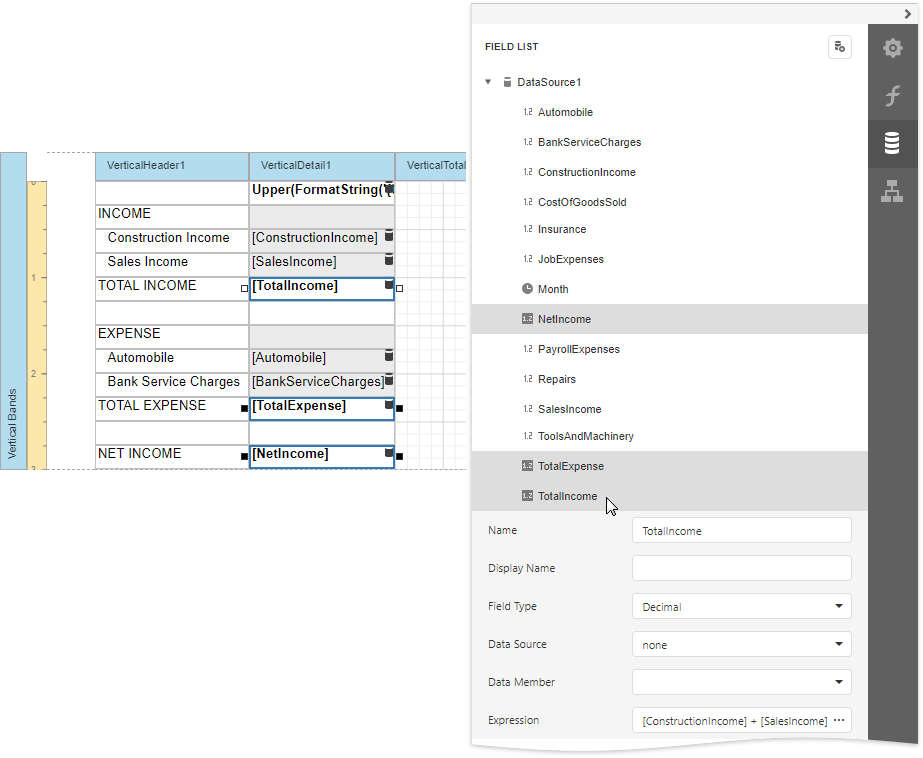 FIELD LIST
DataSource1
1.2 Automobile
1.2 BankServiceCharges
1.2 ConstructionIncome
1.2 CostOfGoodsSold
1.2 Insurance
1.2 JobExpenses
Month
1.2 NetIncome
1.2 PayrollExpenses
1.2 Repairs
1.2 SalesIncome
1.2 ToolsAndMachinery
1.2 TotalExpense
1.2 TotalIncome
Name TotalIncome
Display Name
Field Type Decimal
Data Source none
Data Member
Expression [ConstructionIncome] + [SalesIncome] ...
VerticalHeader1 VerticalDetail1 VerticalTotal
Upper(FormatString('{
INCOME
Construction Income [ConstructionIncome]
Sales Income [SalesIncome]
1 TOTAL INCOME [TotalIncome]
EXPENSE
Automobile [Automobile]
2 Bank Service Charges [BankServiceCharges]
TOTAL EXPENSE [TotalExpense]
NET INCOME [NetIncome]
Vertical Bands